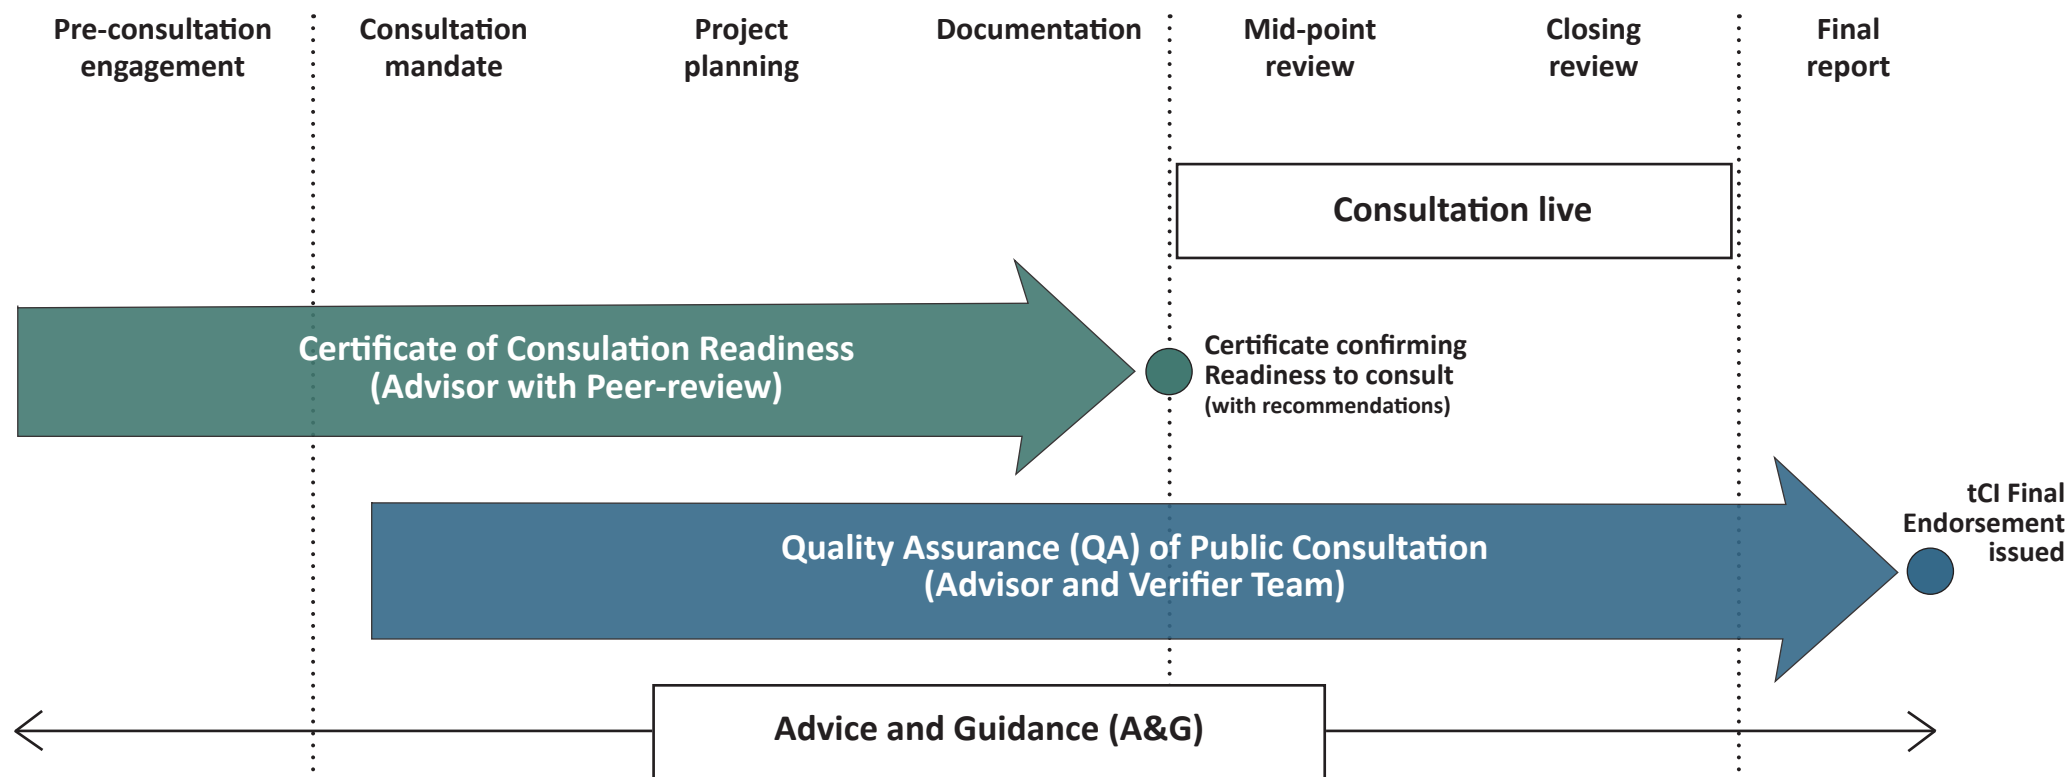 Pre-consultation
engagement
Consultation
mandate
Project
planning
Documentation
Mid-point
review
Closing
review
Final
report
Consultation live
Certificate of Consulation Readiness
(Advisor with Peer-review)
Certificate confirming
Readiness to consult
(with recommendations)
Quality Assurance (QA) of Public Consultation
(Advisor and Verifier Team)
tCI Final
Endorsement
issued
Advice and Guidance (A&G)